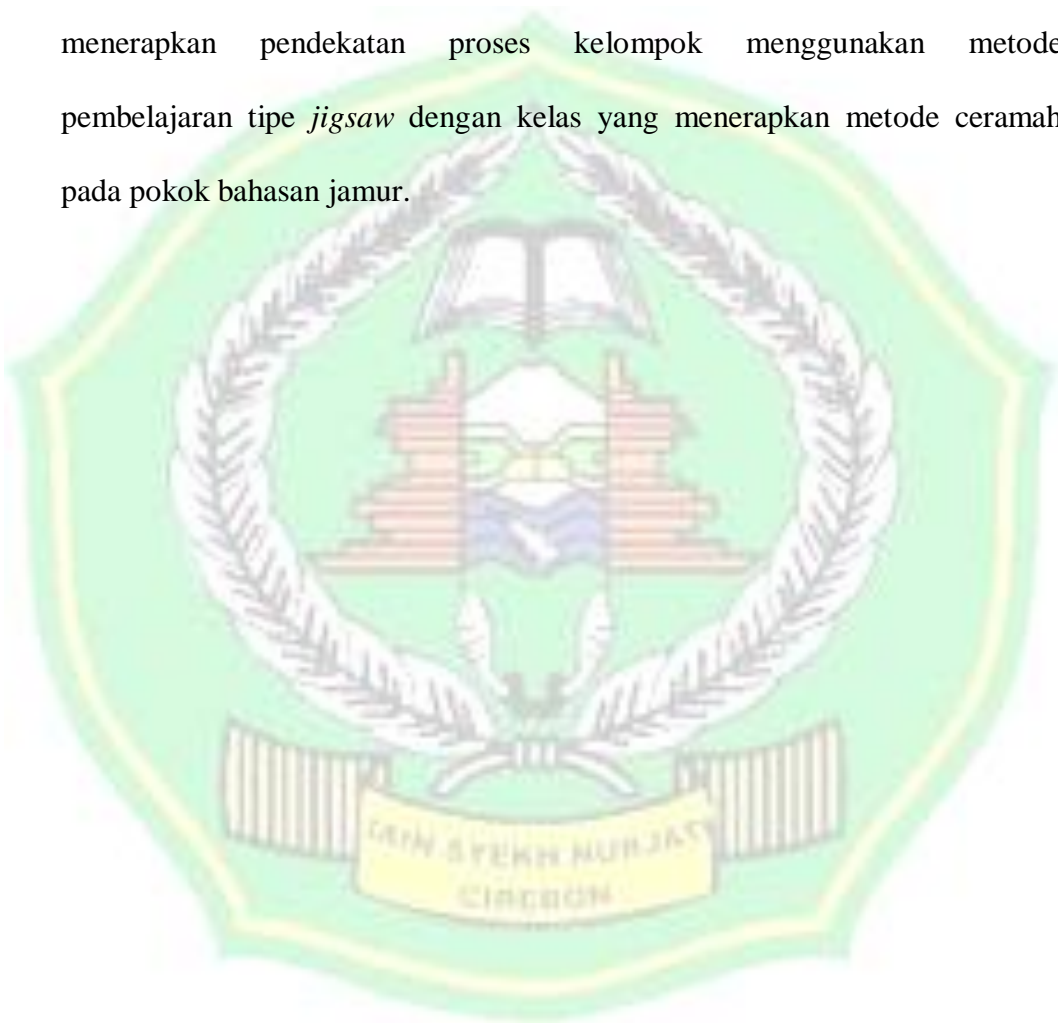 menerapkan pendekatan proses kelompok menggunakan metode
pembelajaran tipe jigsaw dengan kelas yang menerapkan metode ceramah
pada pokok bahasan jamur.
IAIN SYEKH NURJATI
CIREBON